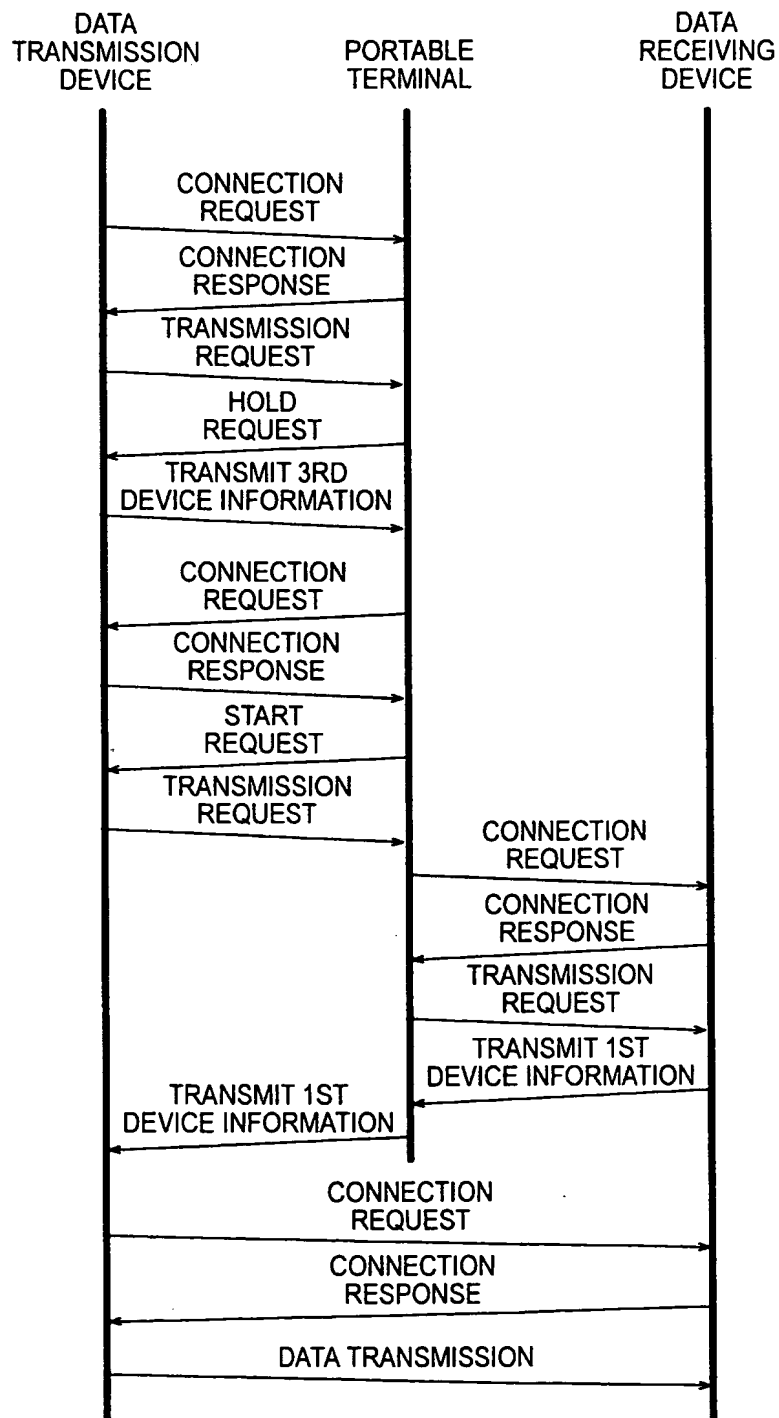 DATA
TRANSMISSION
DEVICE
PORTABLE
TERMINAL
DATA
RECEIVING
DEVICE
CONNECTION
REQUEST
CONNECTION
RESPONSE
TRANSMISSION
REQUEST
HOLD
REQUEST
TRANSMIT 3RD
DEVICE INFORMATION
CONNECTION
REQUEST
CONNECTION
RESPONSE
START
REQUEST
TRANSMISSION
REQUEST
CONNECTION
REQUEST
CONNECTION
RESPONSE
TRANSMISSION
REQUEST
TRANSMIT 1ST
DEVICE INFORMATION
TRANSMIT 1ST
DEVICE INFORMATION
CONNECTION
REQUEST
CONNECTION
RESPONSE
DATA TRANSMISSION